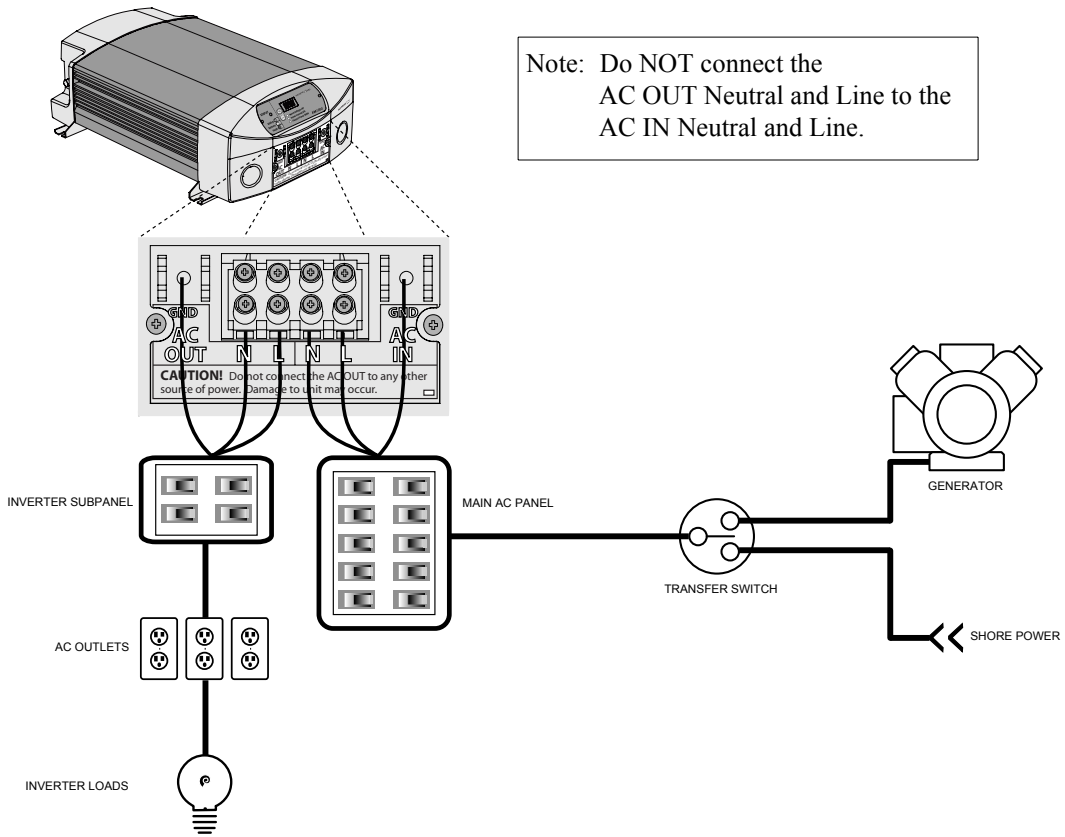 Note: Do NOT connect the
AC OUT Neutral and Line to the
AC IN Neutral and Line.
GND
GND
AC
OUT
N
L
N
L
AC
IN
CAUTION! Do not connect the AC OUT to any other
source of power. Damage to unit may occur.
INVERTER SUBPANEL
MAIN AC PANEL
GENERATOR
TRANSFER SWITCH
AC OUTLETS
SHORE POWER
INVERTER LOADS